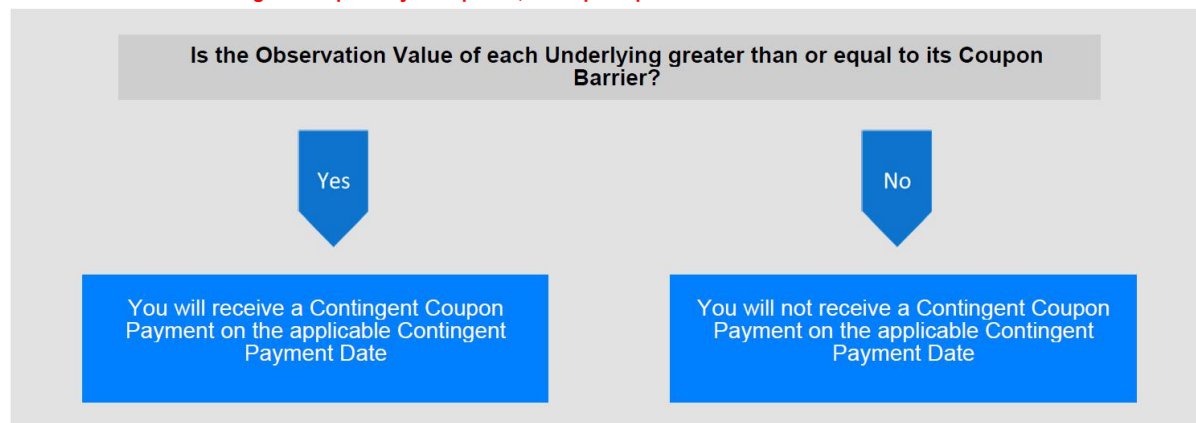 Is the Observation Value of each Underlying greater than or equal to its Coupon
Barrier?
Yes
No
You will receive a Contingent Coupon
Payment on the applicable Contingent
Payment Date
You will not receive a Contingent Coupon
Payment on the applicable Contingent
Payment Date